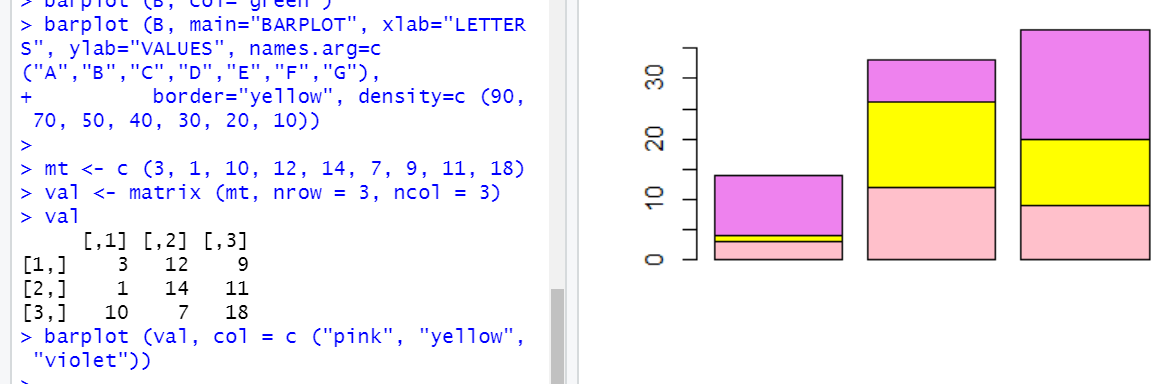 > barplot (B, col="green")
> barplot (B, main="BARPLOT", xlab="LETTER
S", ylab="VALUES", names.arg=c
("A","B","C","D","E","F","G"),
+ border="yellow", density=c (90,
70, 50, 40, 30, 20, 10))
>
> mt <- c (3, 1, 10, 12, 14, 7, 9, 11, 18)
> val <- matrix (mt, nrow = 3, ncol = 3)
> val
[,1] [,2] [,3]
[1,] 3 12 9
[2,] 1 14 11
[3,] 10 7 18
> barplot (val, col = c ("pink", "yellow",
"violet"))
>
30
20
10
0